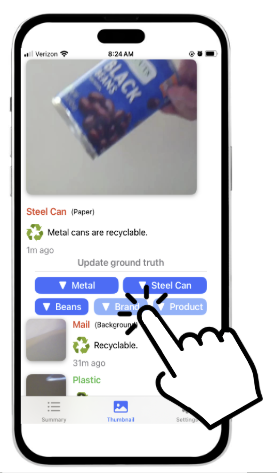 Verizon 8:24 AM
BLACK
BEANS
Steel Can (Paper)
Metal cans are recyclable.
1m ago
Update ground truth
▼ Metal ▼ Steel Can
▼ Beans ▼ Brand ▼ Product
Mail (Background)
Recyclable.
31m ago
Plastic
Summary Thumbnail Settings